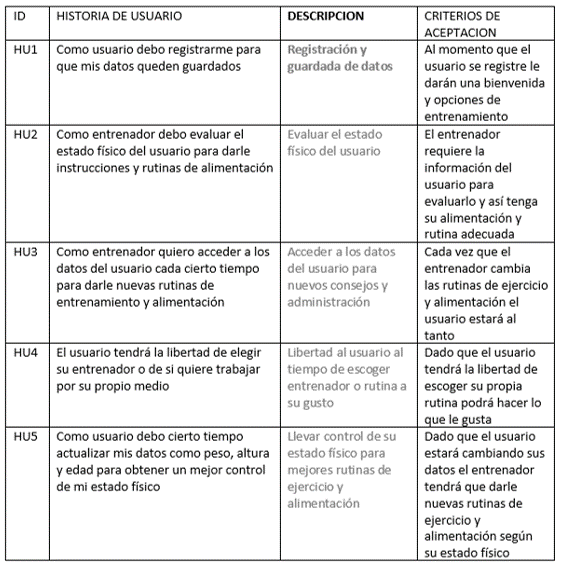 ID
HISTORIA DE USUARIO
DESCRIPCION
CRITERIOS DE
ACEPTACION
HU1
Como usuario debo registrarme para
que mis datos queden guardados
Registración y
guardada de datos
Al momento que el
usuario se registre le
darán una bienvenida
y opciones de
entrenamiento
HU2
Como entrenador debo evaluar el
estado físico del usuario para darle
instrucciones y rutinas de alimentación
Evaluar el estado
físico del usuario
El entrenador
requiere la
información del
usuario para
evaluarlo y así tenga
su alimentación y
rutina adecuada
HU3
Como entrenador quiero acceder a los
datos del usuario cada cierto tiempo
para darle nuevas rutinas de
entrenamiento y alimentación
Acceder a los datos
del usuario para
nuevos consejos y
administración
Cada vez que el
entrenador cambia
las rutinas de ejercicio
y alimentación el
usuario estará al
tanto
HU4
El usuario tendrá la libertad de elegir
su entrenador o de si quiere trabajar
por su propio medio
Libertad al usuario al
tiempo de escoger
entrenador o rutina a
su gusto
Dado que el usuario
tendrá la libertad de
escoger su propia
rutina podrá hacer lo
que le gusta
HU5
Como usuario debo cierto tiempo
actualizar mis datos como peso, altura
y edad para obtener un mejor control
de mi estado físico
Llevar control de su
estado físico para
mejores rutinas de
ejercicio y
alimentación
Dado que el usuario
estará cambiando sus
datos el entrenador
tendrá que darle
nuevas rutinas de
ejercicio y
alimentación según
su estado físico